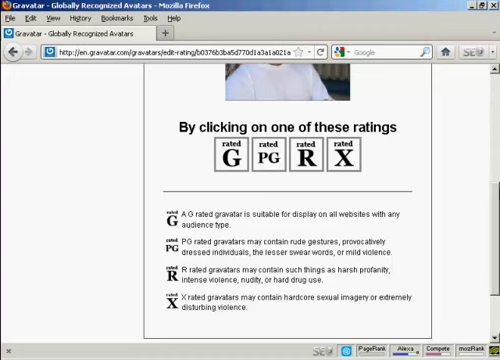 Gravatar - Globally Recognized Avatars - Mozilla Firefox
File Edit View History Bookmarks Tools Help
Gravatar - Globally Recognized Avatars
http://en.gravatar.com/gravatars/edit-rating/b0376b3ba5d770d1a3a1a021a
Google
SEO
By clicking on one of these ratings
rated G rated PG rated R rated X
rated G A G rated gravatar is suitable for display on all websites with any
audience type.
rated PG PG rated gravatars may contain rude gestures, provocatively
dressed individuals, the lesser swear words, or mild violence.
rated R R rated gravatars may contain such things as harsh profanity,
intense violence, nudity, or hard drug use.
rated X X rated gravatars may contain hardcore sexual imagery or extremely
disturbing violence.
SEO PageRank Alexa Compete mozRank